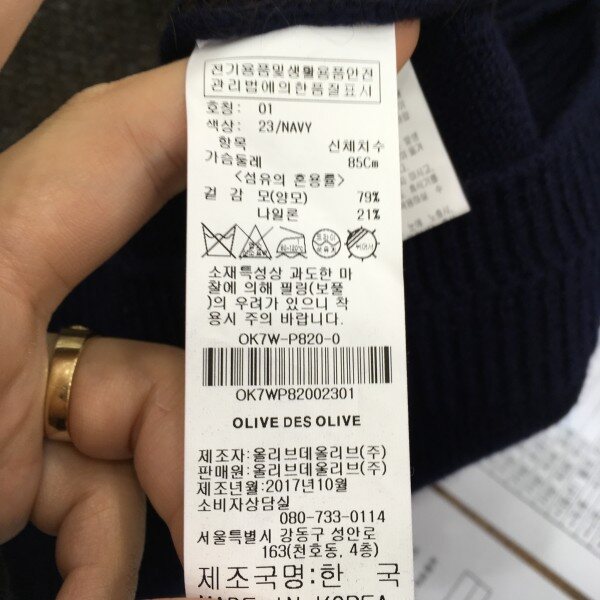 전기용품및생활용품안전
관리법에의한품질표시
호칭: 01
색상: 23/NAVY
항목 신체치수
가슴둘레 85Cm
<섬유의 혼용률>
겉 감 모(양모) 79%
나일론 21%
소재특성상 과도한 마
찰에 의해 필링(보풀
)의 우려가 있으니 착
용시 주의 바랍니다.
OK7W-P820-0
OK7WP82002301
OLIVE DES OLIVE
제조자:올리브데올리브(주)
판매원:올리브데올리브(주)
제조년월:2017년10월
소비자상담실
080-733-0114
서울특별시 강동구 성안로
163(천호동, 4층)
제조국명:한 국
MADE IN KOREA